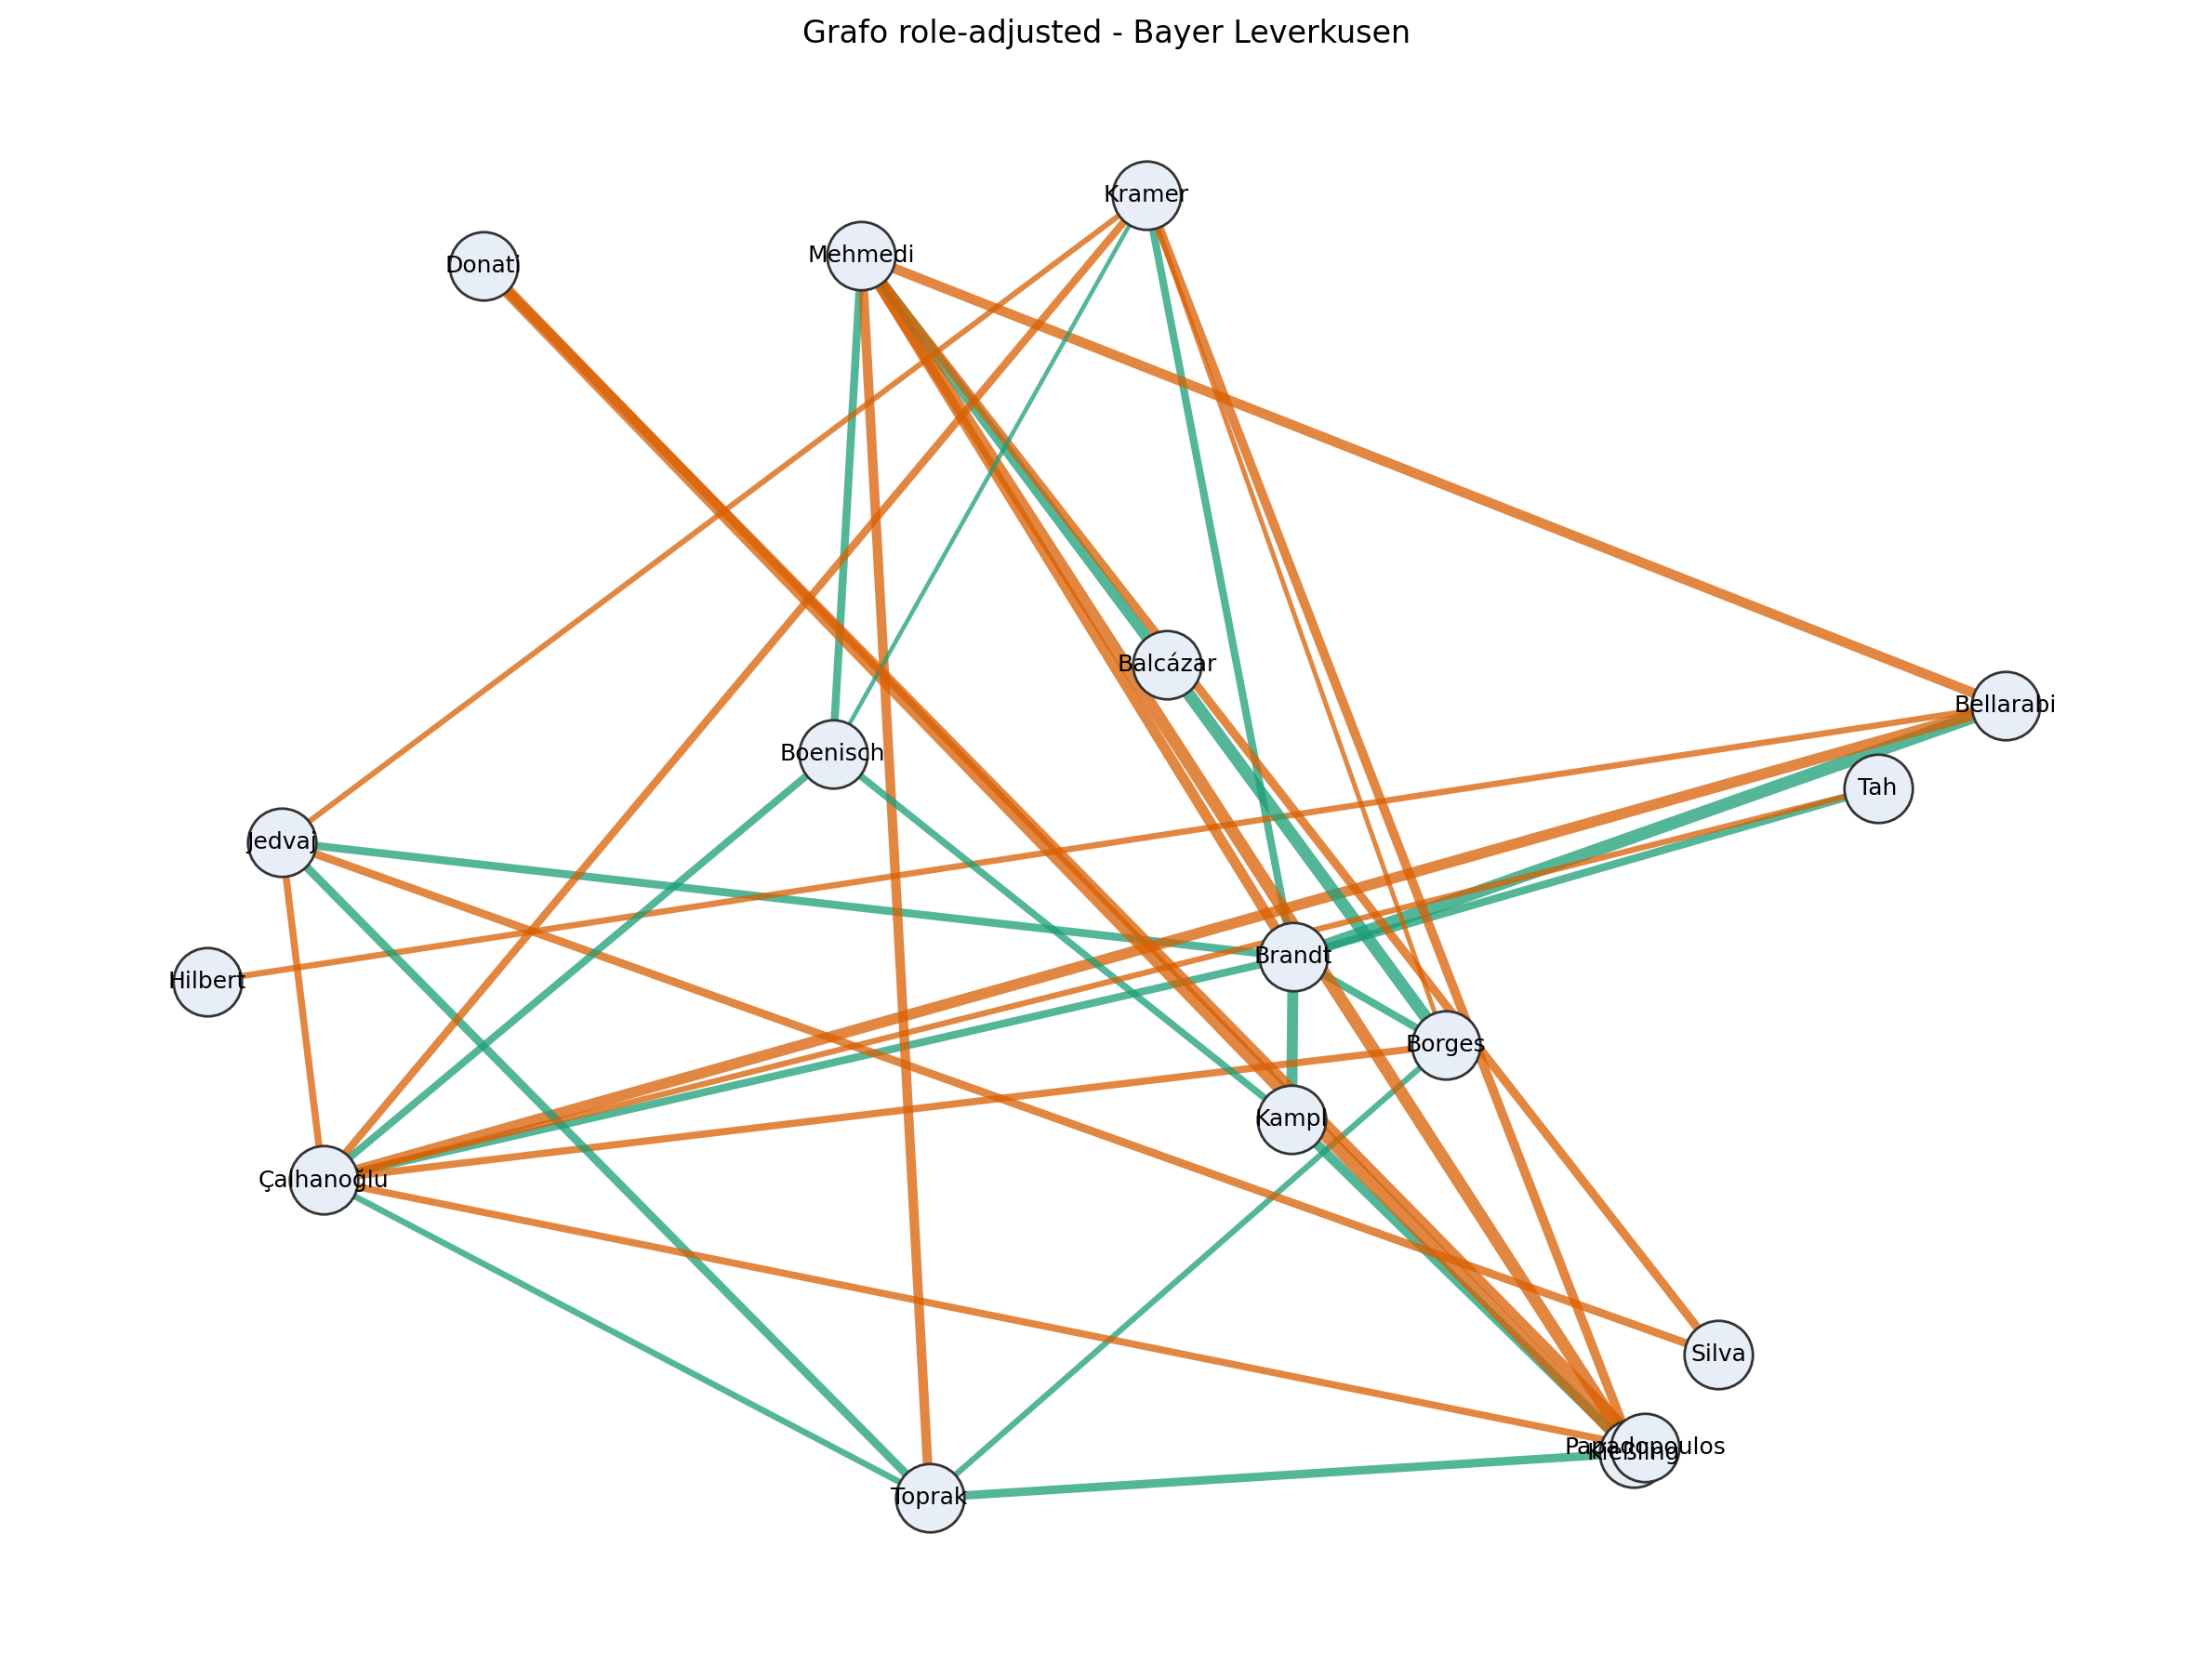 Grafo role-adjusted - Bayer Leverkusen
Kramer
Mehmedi
Donati
Balcázar
Bellarabi
Boenisch
Tah
Jedvaj
Brandt
Hilbert
Borges
Kampl
Çalhanoğlu
Silva
Papadopoulos
Kießling
Toprak